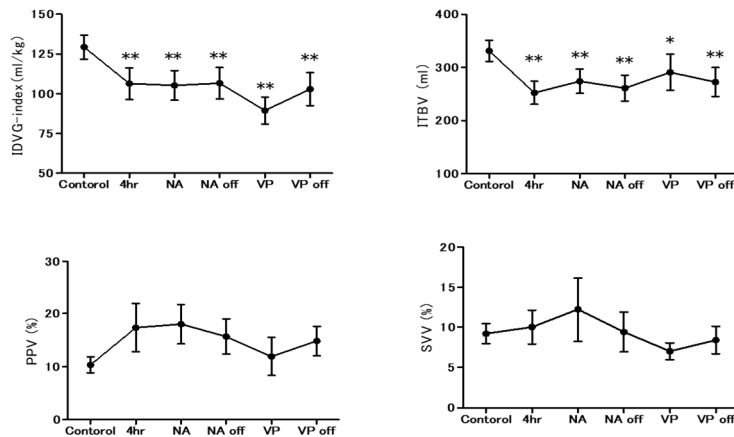 IDVG-index (ml/kg)
150
125
100
75
50
** ** ** ** **
Contorol 4hr NA NA off VP VP off
ITBV (ml)
400
300
200
100
** ** ** * **
Contorol 4hr NA NA off VP VP off
PPV (%)
30
20
10
0
Contorol 4hr NA NA off VP VP off
SVV (%)
20
15
10
5
0
Contorol 4hr NA NA off VP VP off